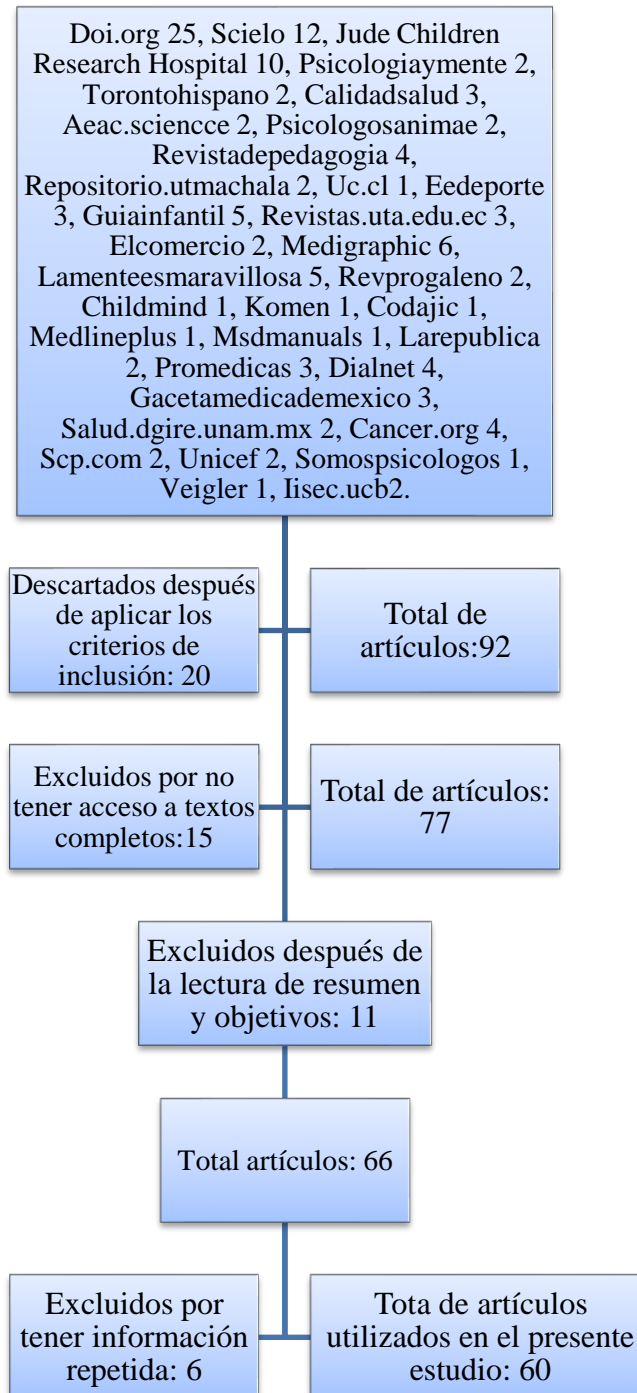 Doi.org 25, Scielo 12, Jude Children
Research Hospital 10, Psicologiaymente 2,
Torontohispano 2, Calidadsalud 3,
Aeac.sciencce 2, Psicologosanimae 2,
Revistadepedagogia 4,
Repositorio.utmachala 2, Uc.cl 1, Eedeporte
3, Guiainfantil 5, Revistas.uta.edu.ec 3,
Elcomercio 2, Medigraphic 6,
Lamenteesmaravillosa 5, Revprogaleno 2,
Childmind 1, Komen 1, Codajic 1,
Medlineplus 1, Msdmanuals 1, Larepublica
2, Promedicas 3, Dialnet 4,
Gacetamedicademexico 3,
Salud.dgire.unam.mx 2, Cancer.org 4,
Scp.com 2, Unicef 2, Somospsicologos 1,
Veigler 1, Iisec.ucb2.
Descartados después
de aplicar los
criterios de
inclusión: 20
Total de
artículos:92
Excluidos por no
tener acceso a textos
completos:15
Total de artículos:
77
Excluidos después de
la lectura de resumen
y objetivos: 11
Total artículos: 66
Excluidos por
tener información
repetida: 6
Tota de artículos
utilizados en el presente
estudio: 60